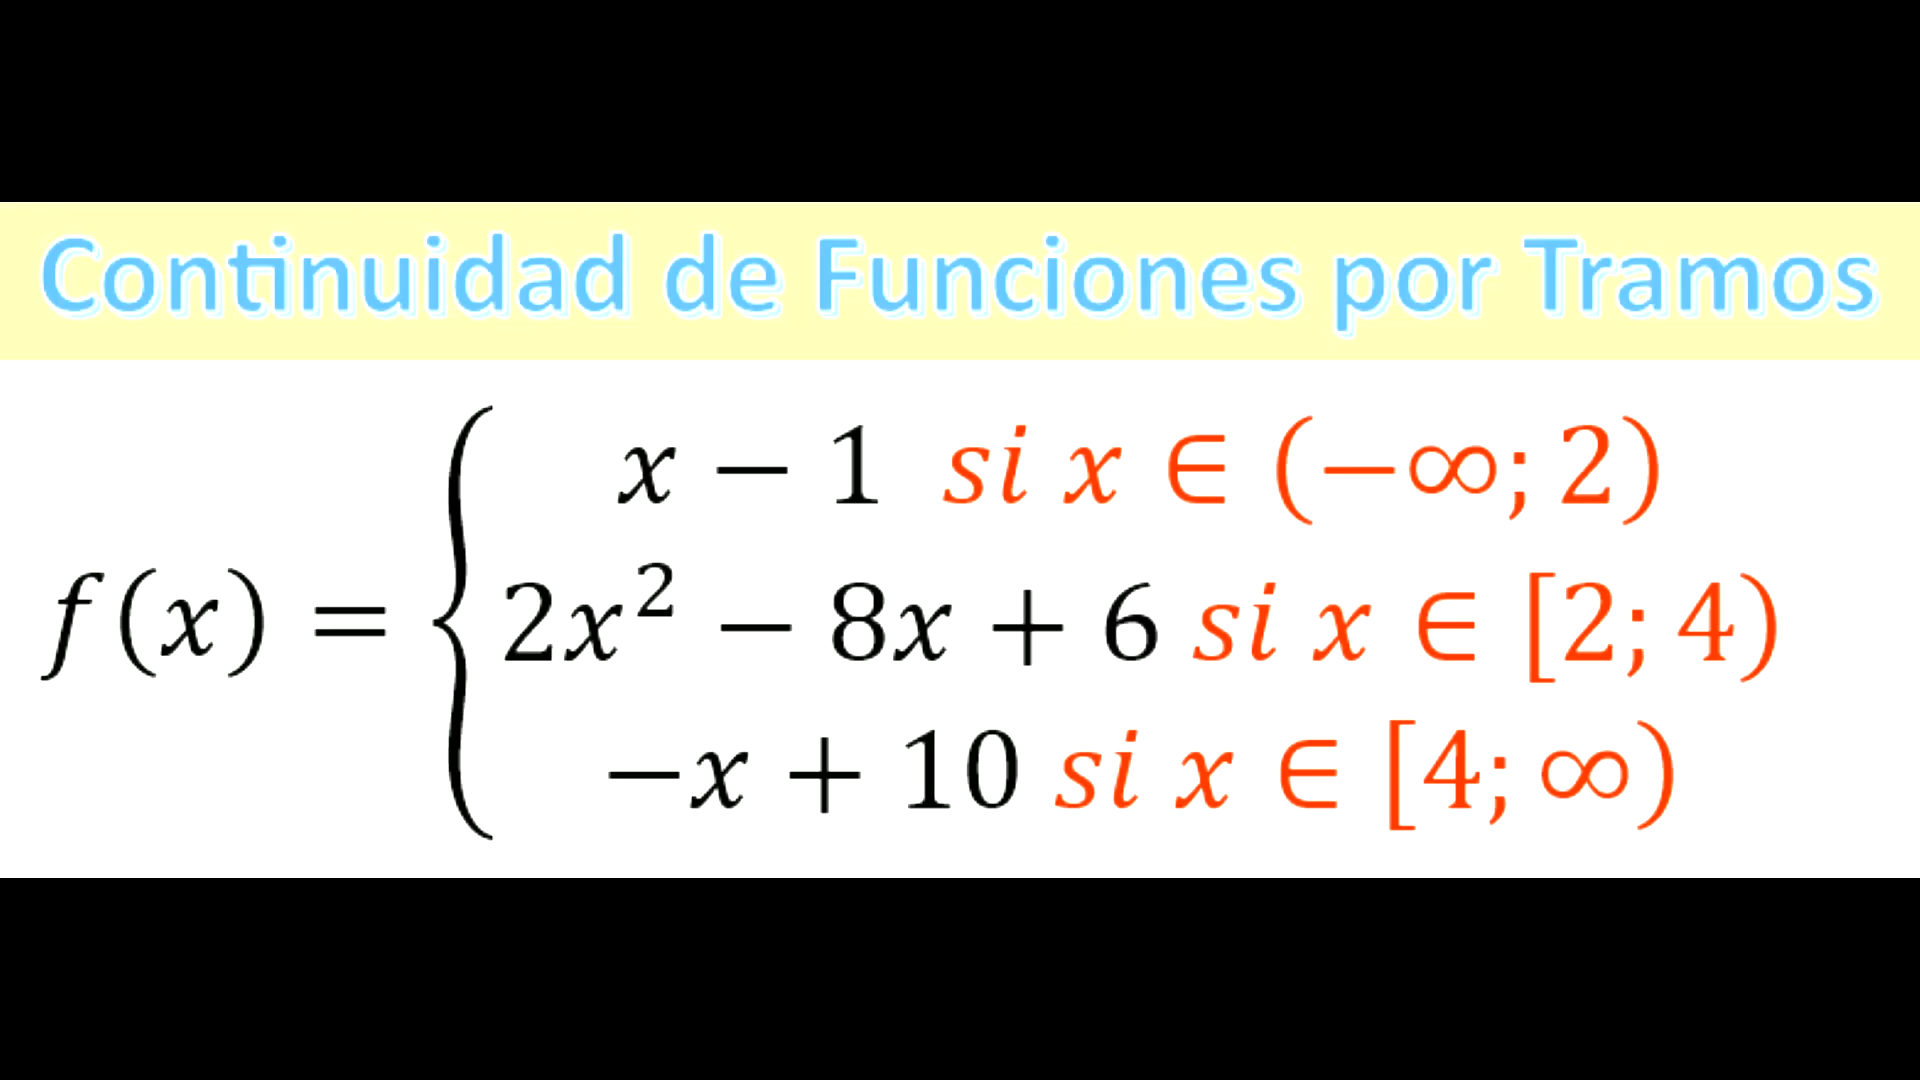 Continuidad de Funciones por Tramos
x − 1 si x ∈ (−∞; 2)
f(x) = { 2x² − 8x + 6 si x ∈ [2; 4)
−x + 10 si x ∈ [4; ∞)